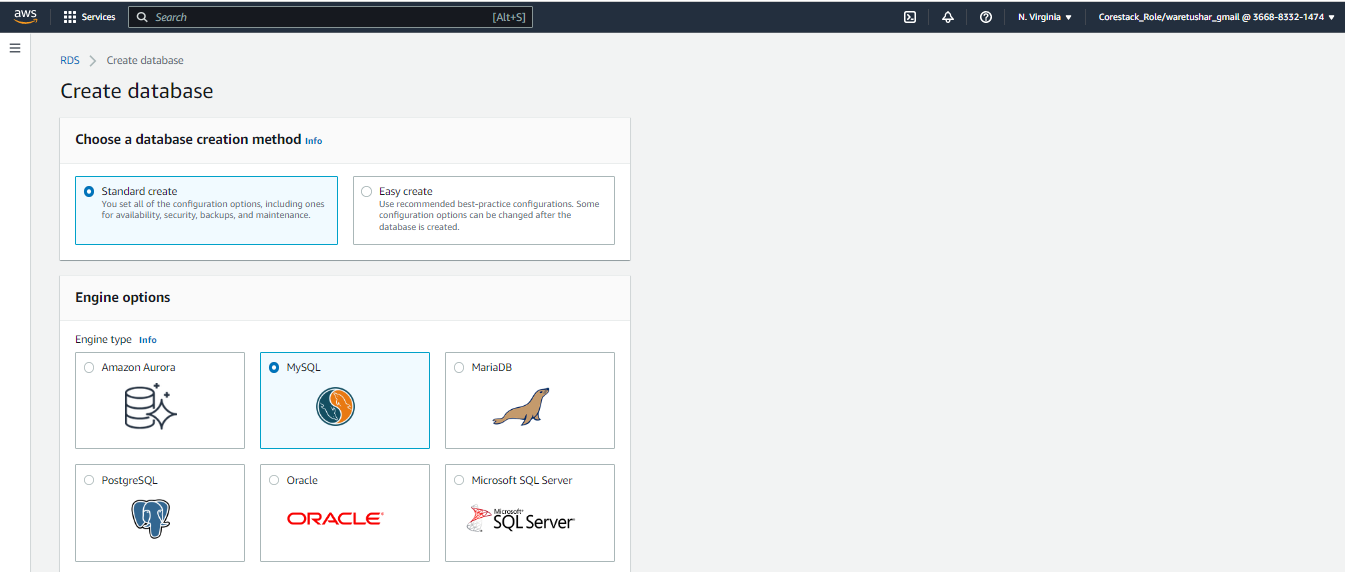 aws
Services
Search
[Alt+S]
N. Virginia
Corestack_Role/waretushar_gmail @ 3668-8332-1474
RDS
Create database
Create database
Choose a database creation method Info
Standard create
You set all of the configuration options, including ones
for availability, security, backups, and maintenance.
Easy create
Use recommended best-practice configurations. Some
configuration options can be changed after the
database is created.
Engine options
Engine type Info
Amazon Aurora
MySQL
MariaDB
PostgreSQL
Oracle
ORACLE
Microsoft SQL Server
Microsoft
SQL Server